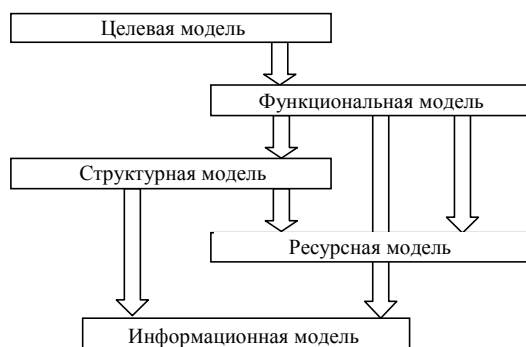 Целевая модель
Функциональная модель
Структурная модель
Ресурсная модель
Информационная модель